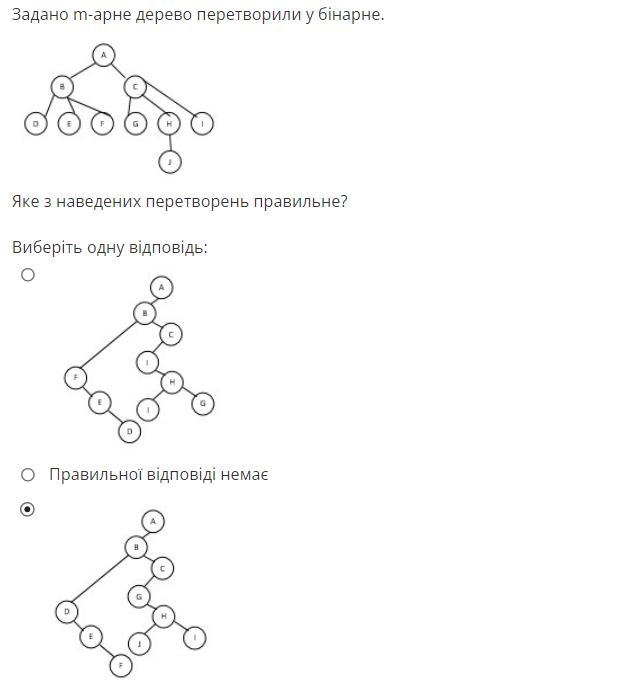 Задано m-арне дерево перетворили у бінарне.
A
B
C
D
E
F
G
H
I
J
Яке з наведених перетворень правильне?
Виберіть одну відповідь:
A
B
C
I
F
H
E
I
G
D
Правильної відповіді немає
A
B
C
G
D
H
E
J
I
F